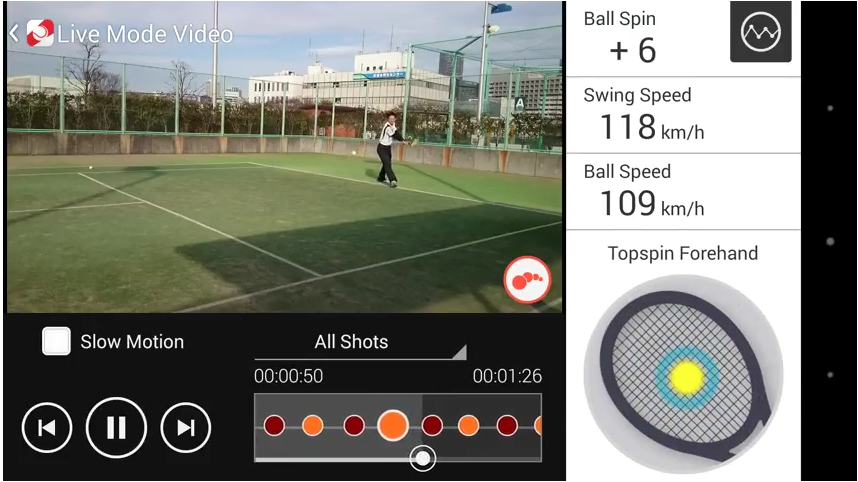 Live Mode Video
A
Slow Motion
All Shots
00:00:50
00:01:26
Ball Spin
+ 6
Swing Speed
118 km/h
Ball Speed
109 km/h
Topspin Forehand